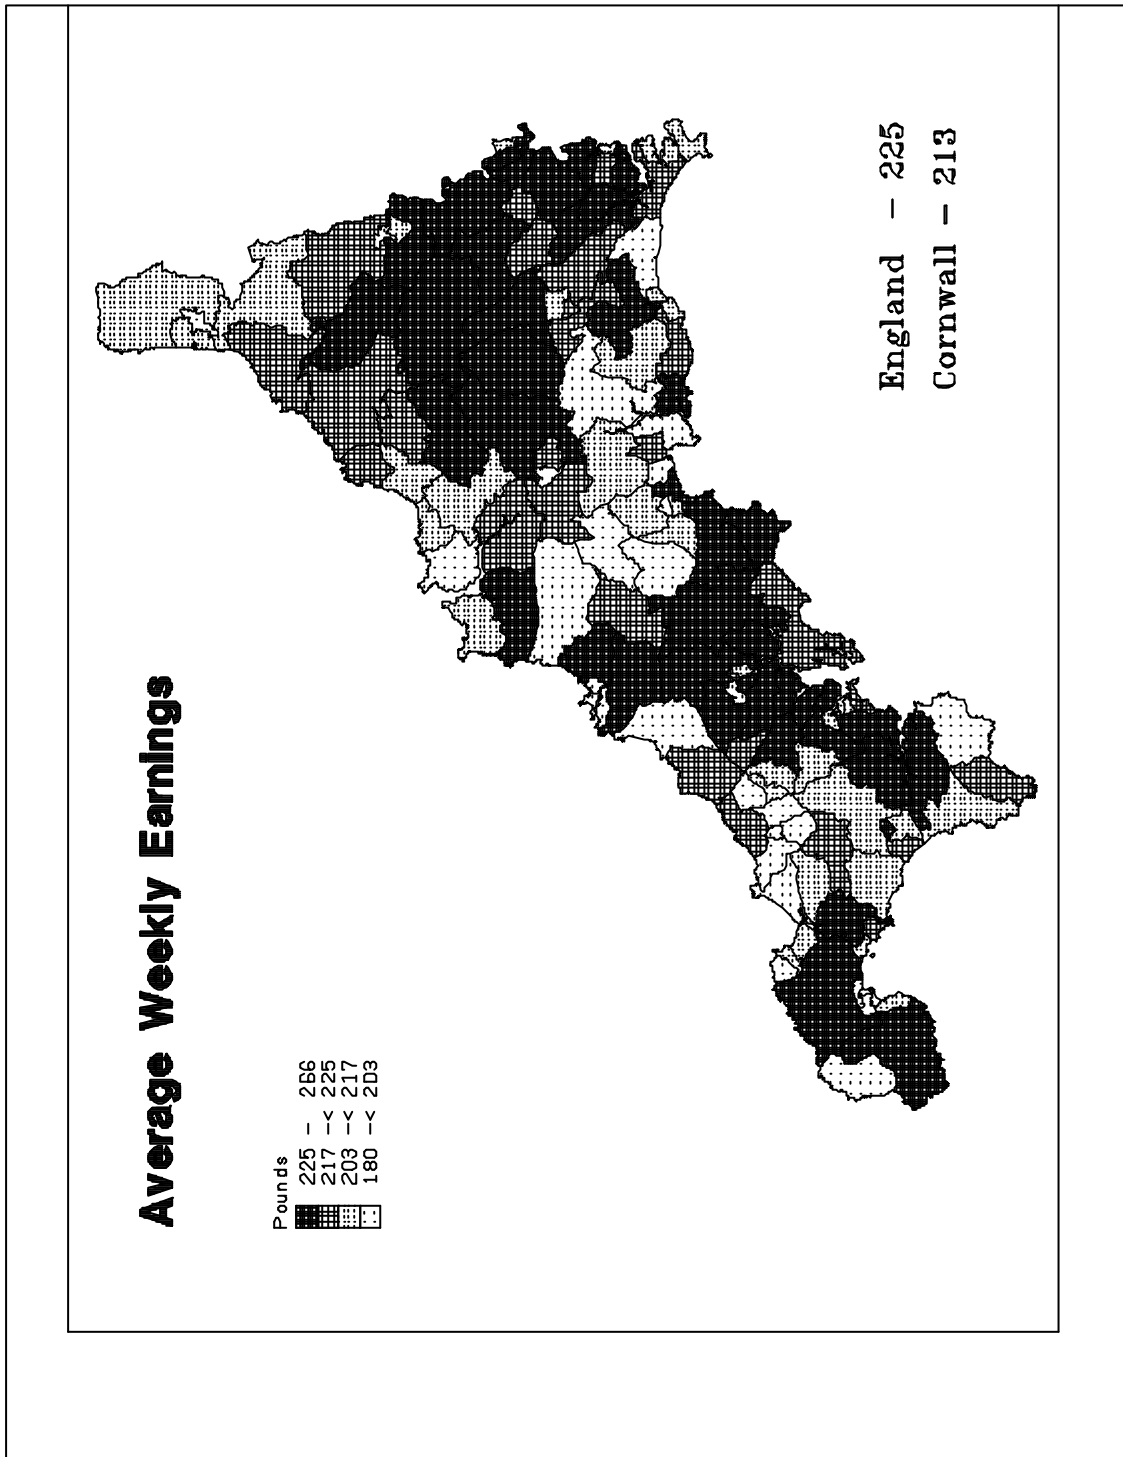 Average Weekly Earnings
Pounds
225 - 266
217 -< 225
203 -< 217
180 -< 203
England - 225
Cornwall - 213